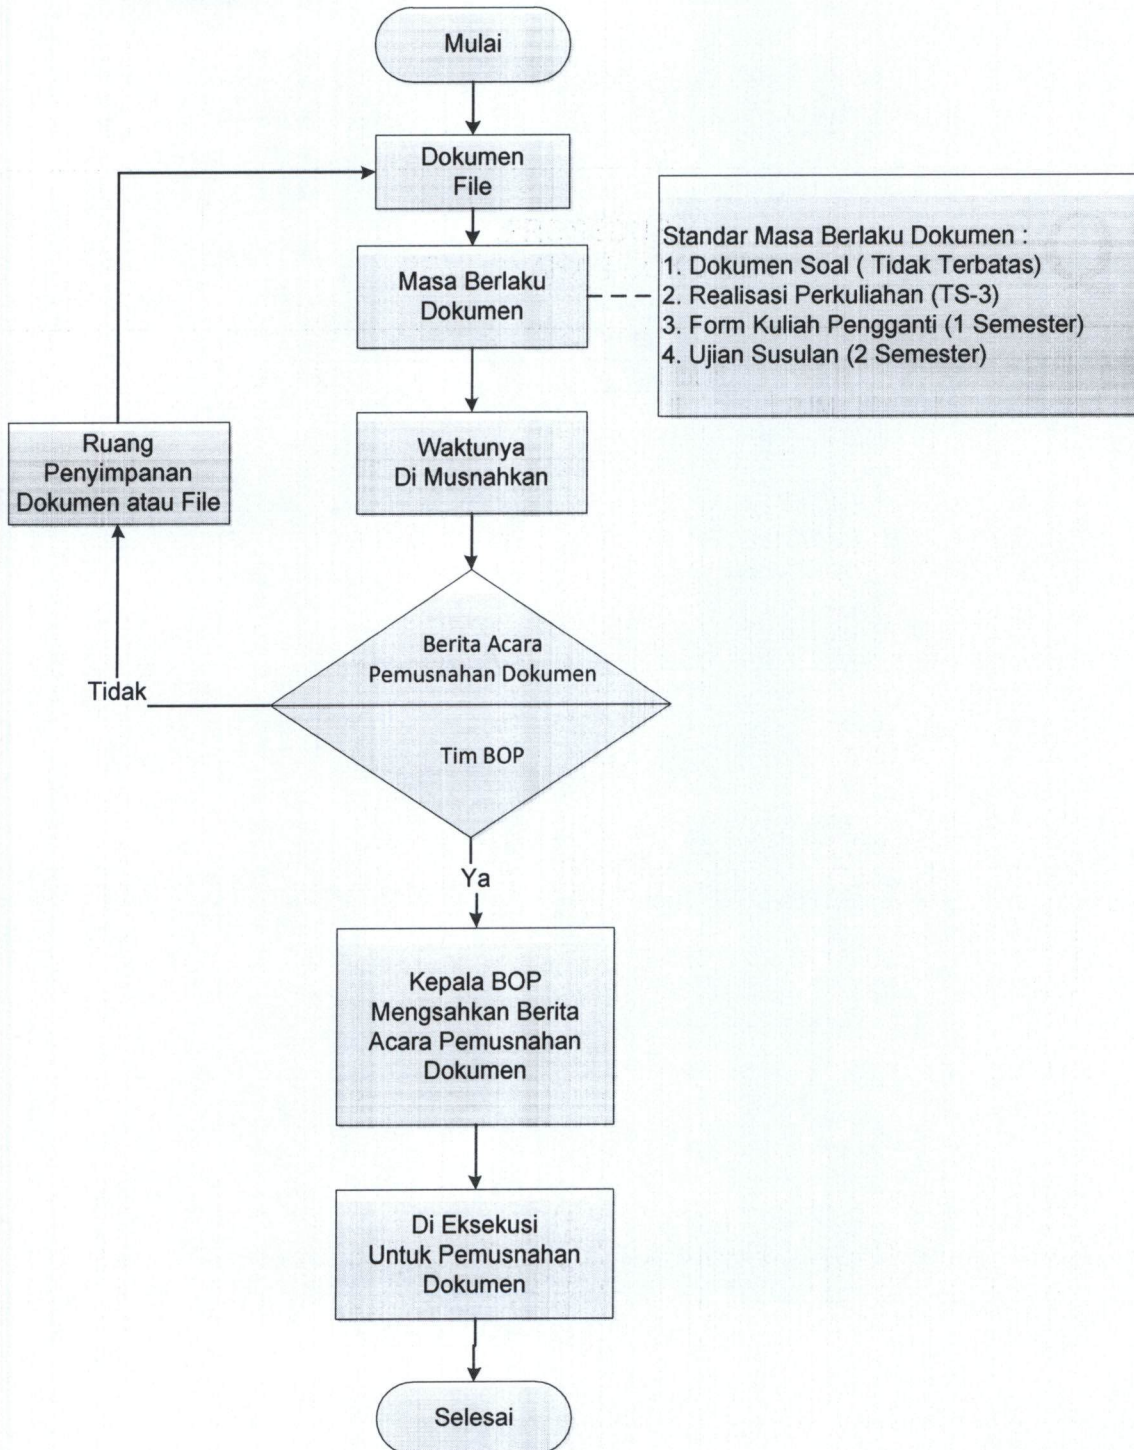 Mulai
Dokumen
File
Masa Berlaku
Dokumen
Standar Masa Berlaku Dokumen :
1. Dokumen Soal ( Tidak Terbatas)
2. Realisasi Perkuliahan (TS-3)
3. Form Kuliah Pengganti (1 Semester)
4. Ujian Susulan (2 Semester)
Ruang
Penyimpanan
Dokumen atau File
Waktunya
Di Musnahkan
Berita Acara
Pemusnahan Dokumen
Tidak
Tim BOP
Ya
Kepala BOP
Mengsahkan Berita
Acara Pemusnahan
Dokumen
Di Eksekusi
Untuk Pemusnahan
Dokumen
Selesai